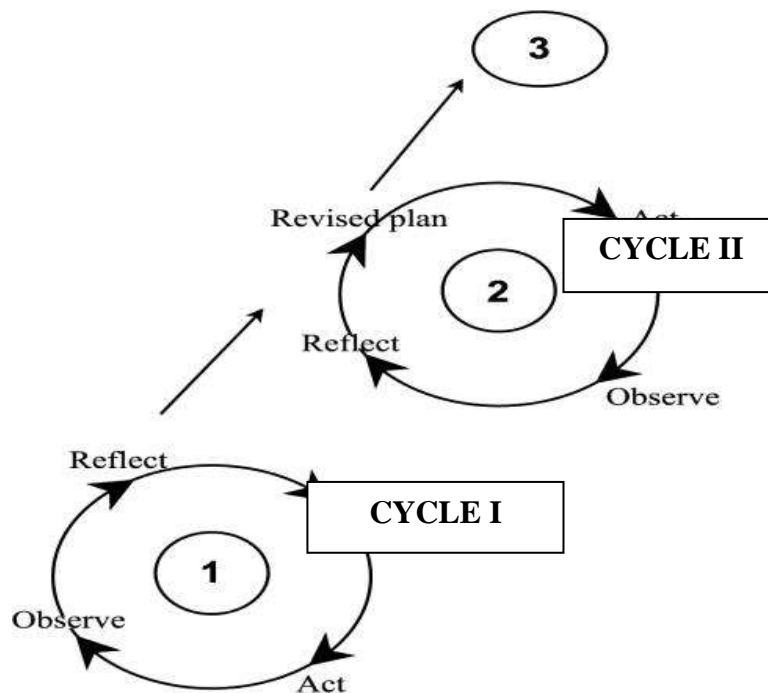 3
Revised plan
Act
CYCLE II
2
Reflect
Observe
Reflect
CYCLE I
1
Observe
Act